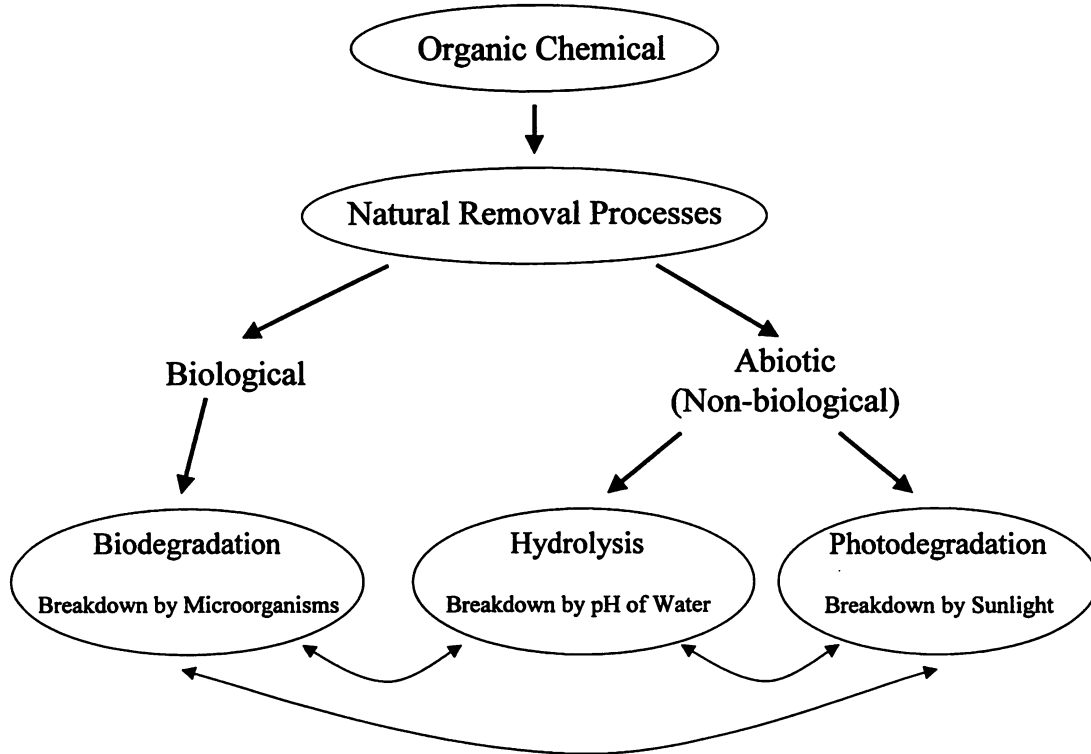 Organic Chemical
Natural Removal Processes
Biological
Abiotic
(Non-biological)
Biodegradation
Breakdown by Microorganisms
Hydrolysis
Breakdown by pH of Water
Photodegradation
Breakdown by Sunlight